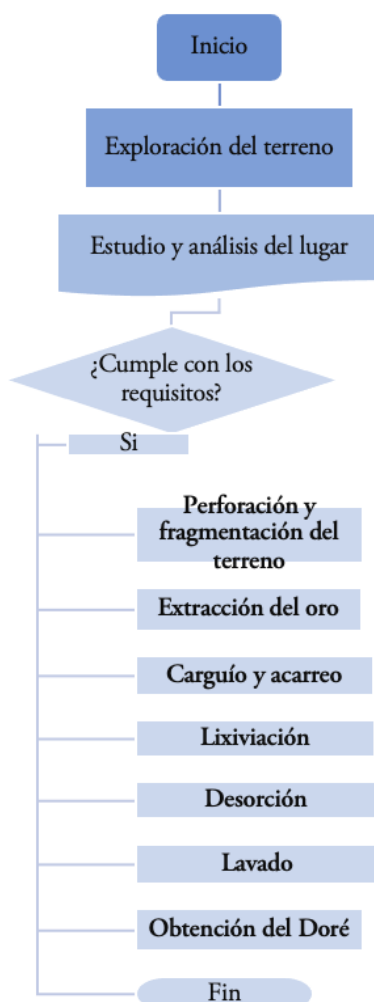 Inicio
Exploración del terreno
Estudio y análisis del lugar
¿Cumple con los
requisitos?
Si
Perforación y
fragmentación del
terreno
Extracción del oro
Carguío y acarreo
Lixiviación
Desorción
Lavado
Obtención del Doré
Fin